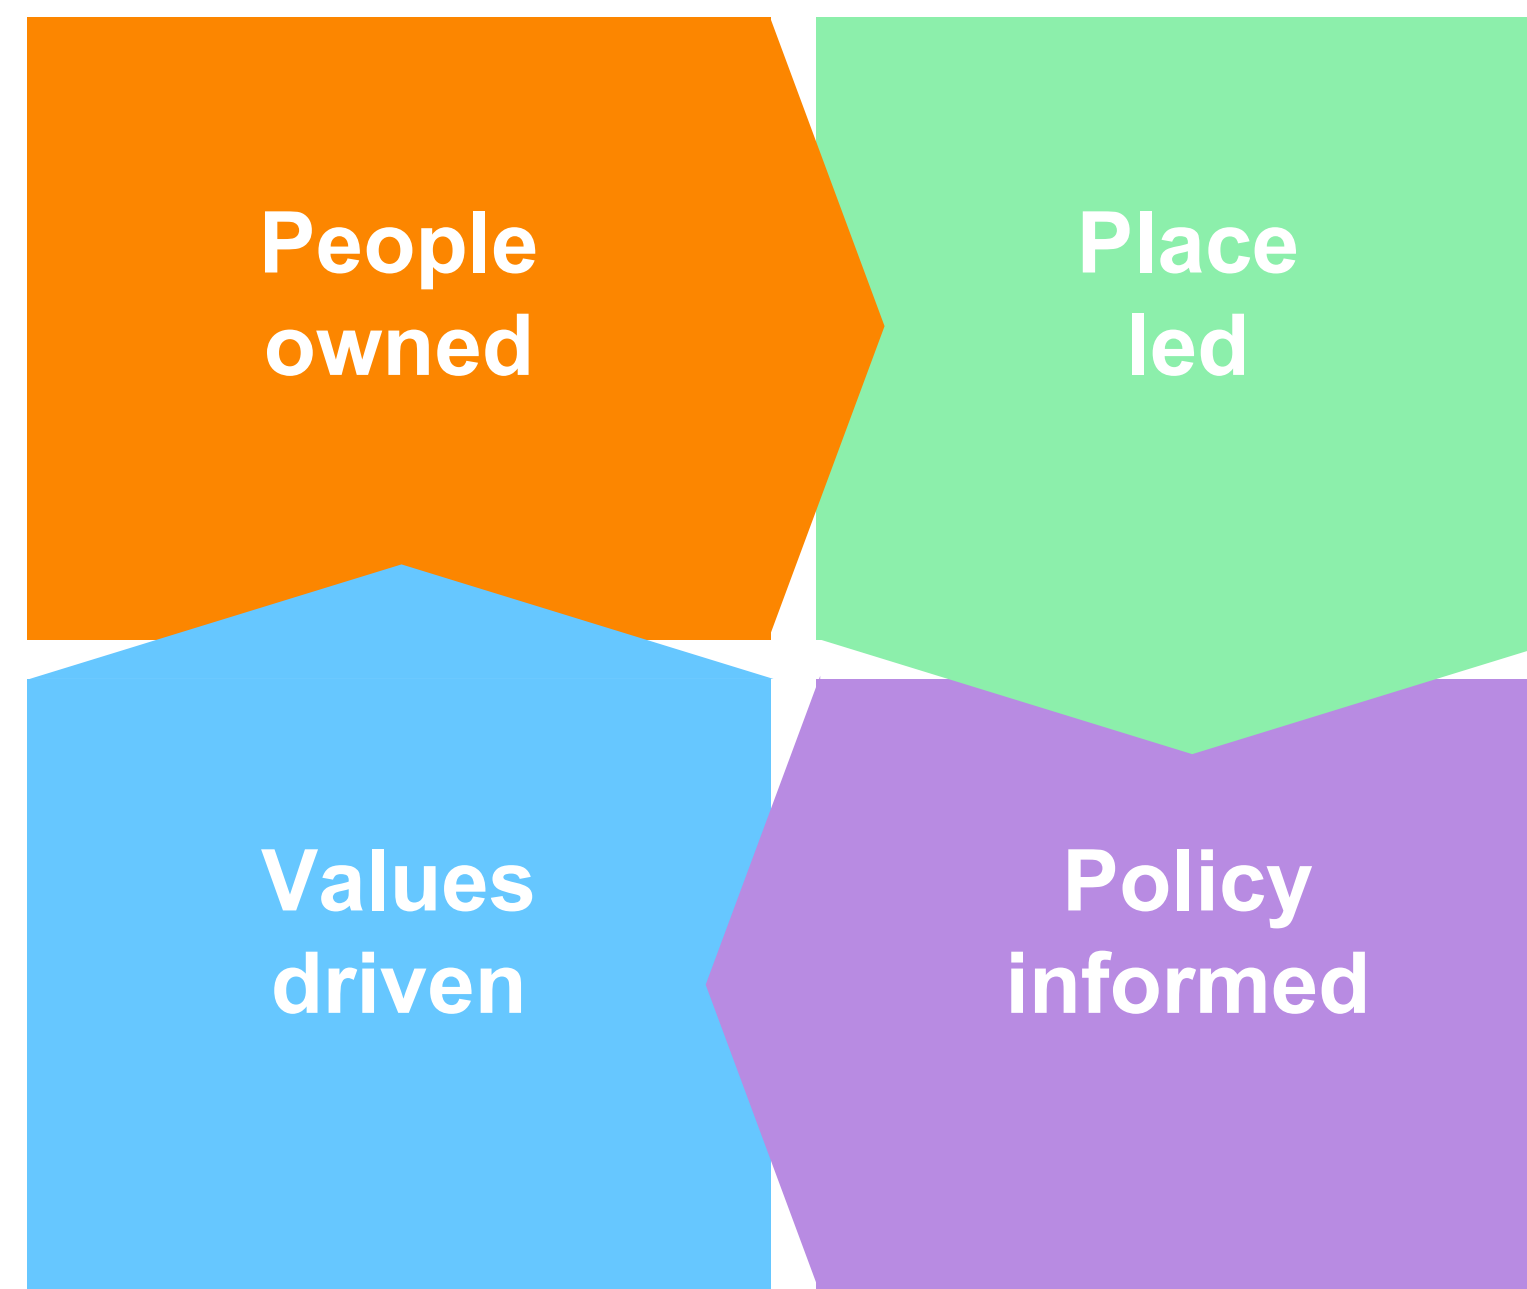 People
owned
Place
led
Values
driven
Policy
informed